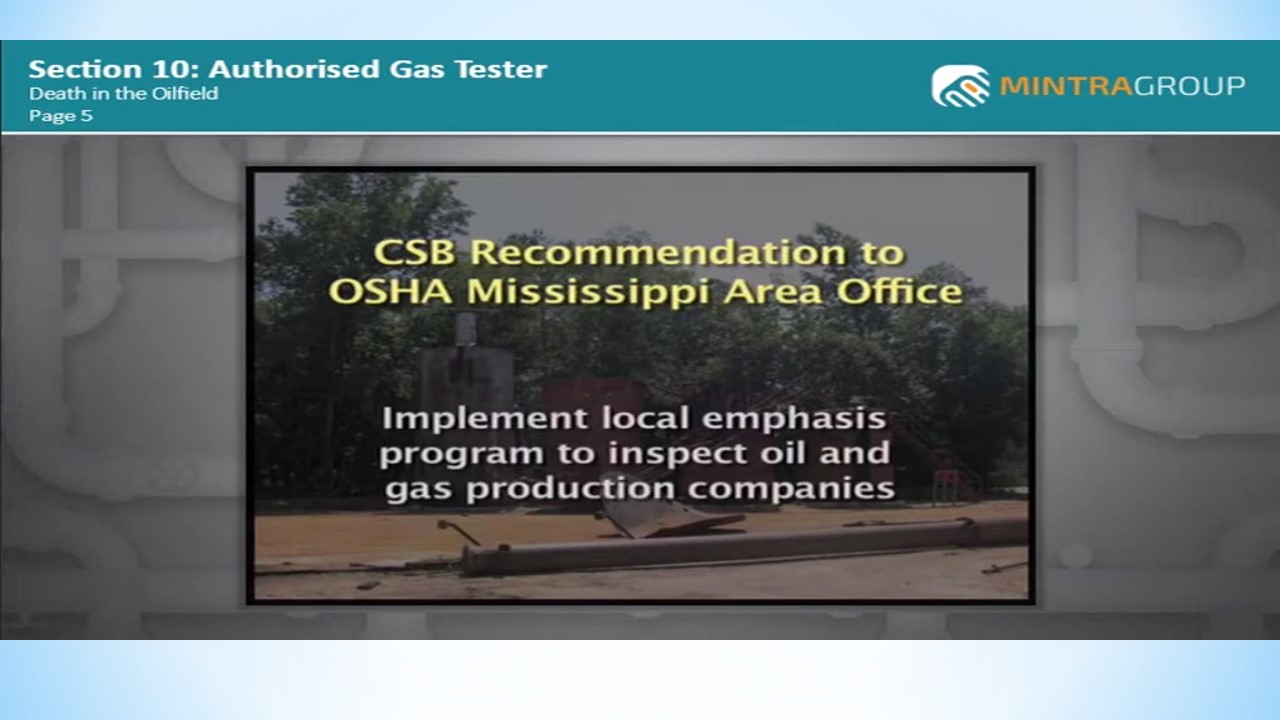 Section 10: Authorised Gas Tester
Death in the Oilfield
Page 5
MINTRAGROUP
CSB Recommendation to
OSHA Mississippi Area Office
Implement local emphasis
program to inspect oil and
gas production companies